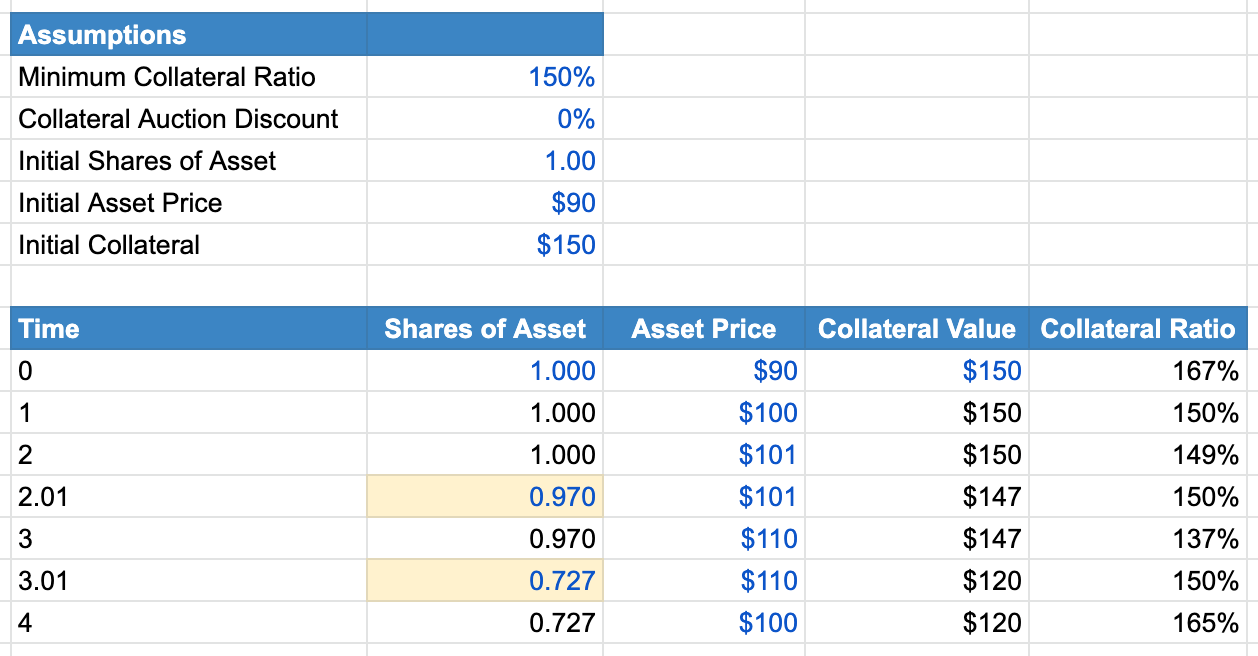 Assumptions
Minimum Collateral Ratio 150%
Collateral Auction Discount 0%
Initial Shares of Asset 1.00
Initial Asset Price $90
Initial Collateral $150
Time Shares of Asset Asset Price Collateral Value Collateral Ratio
0 1.000 $90 $150 167%
1 1.000 $100 $150 150%
2 1.000 $101 $150 149%
2.01 0.970 $101 $147 150%
3 0.970 $110 $147 137%
3.01 0.727 $110 $120 150%
4 0.727 $100 $120 165%